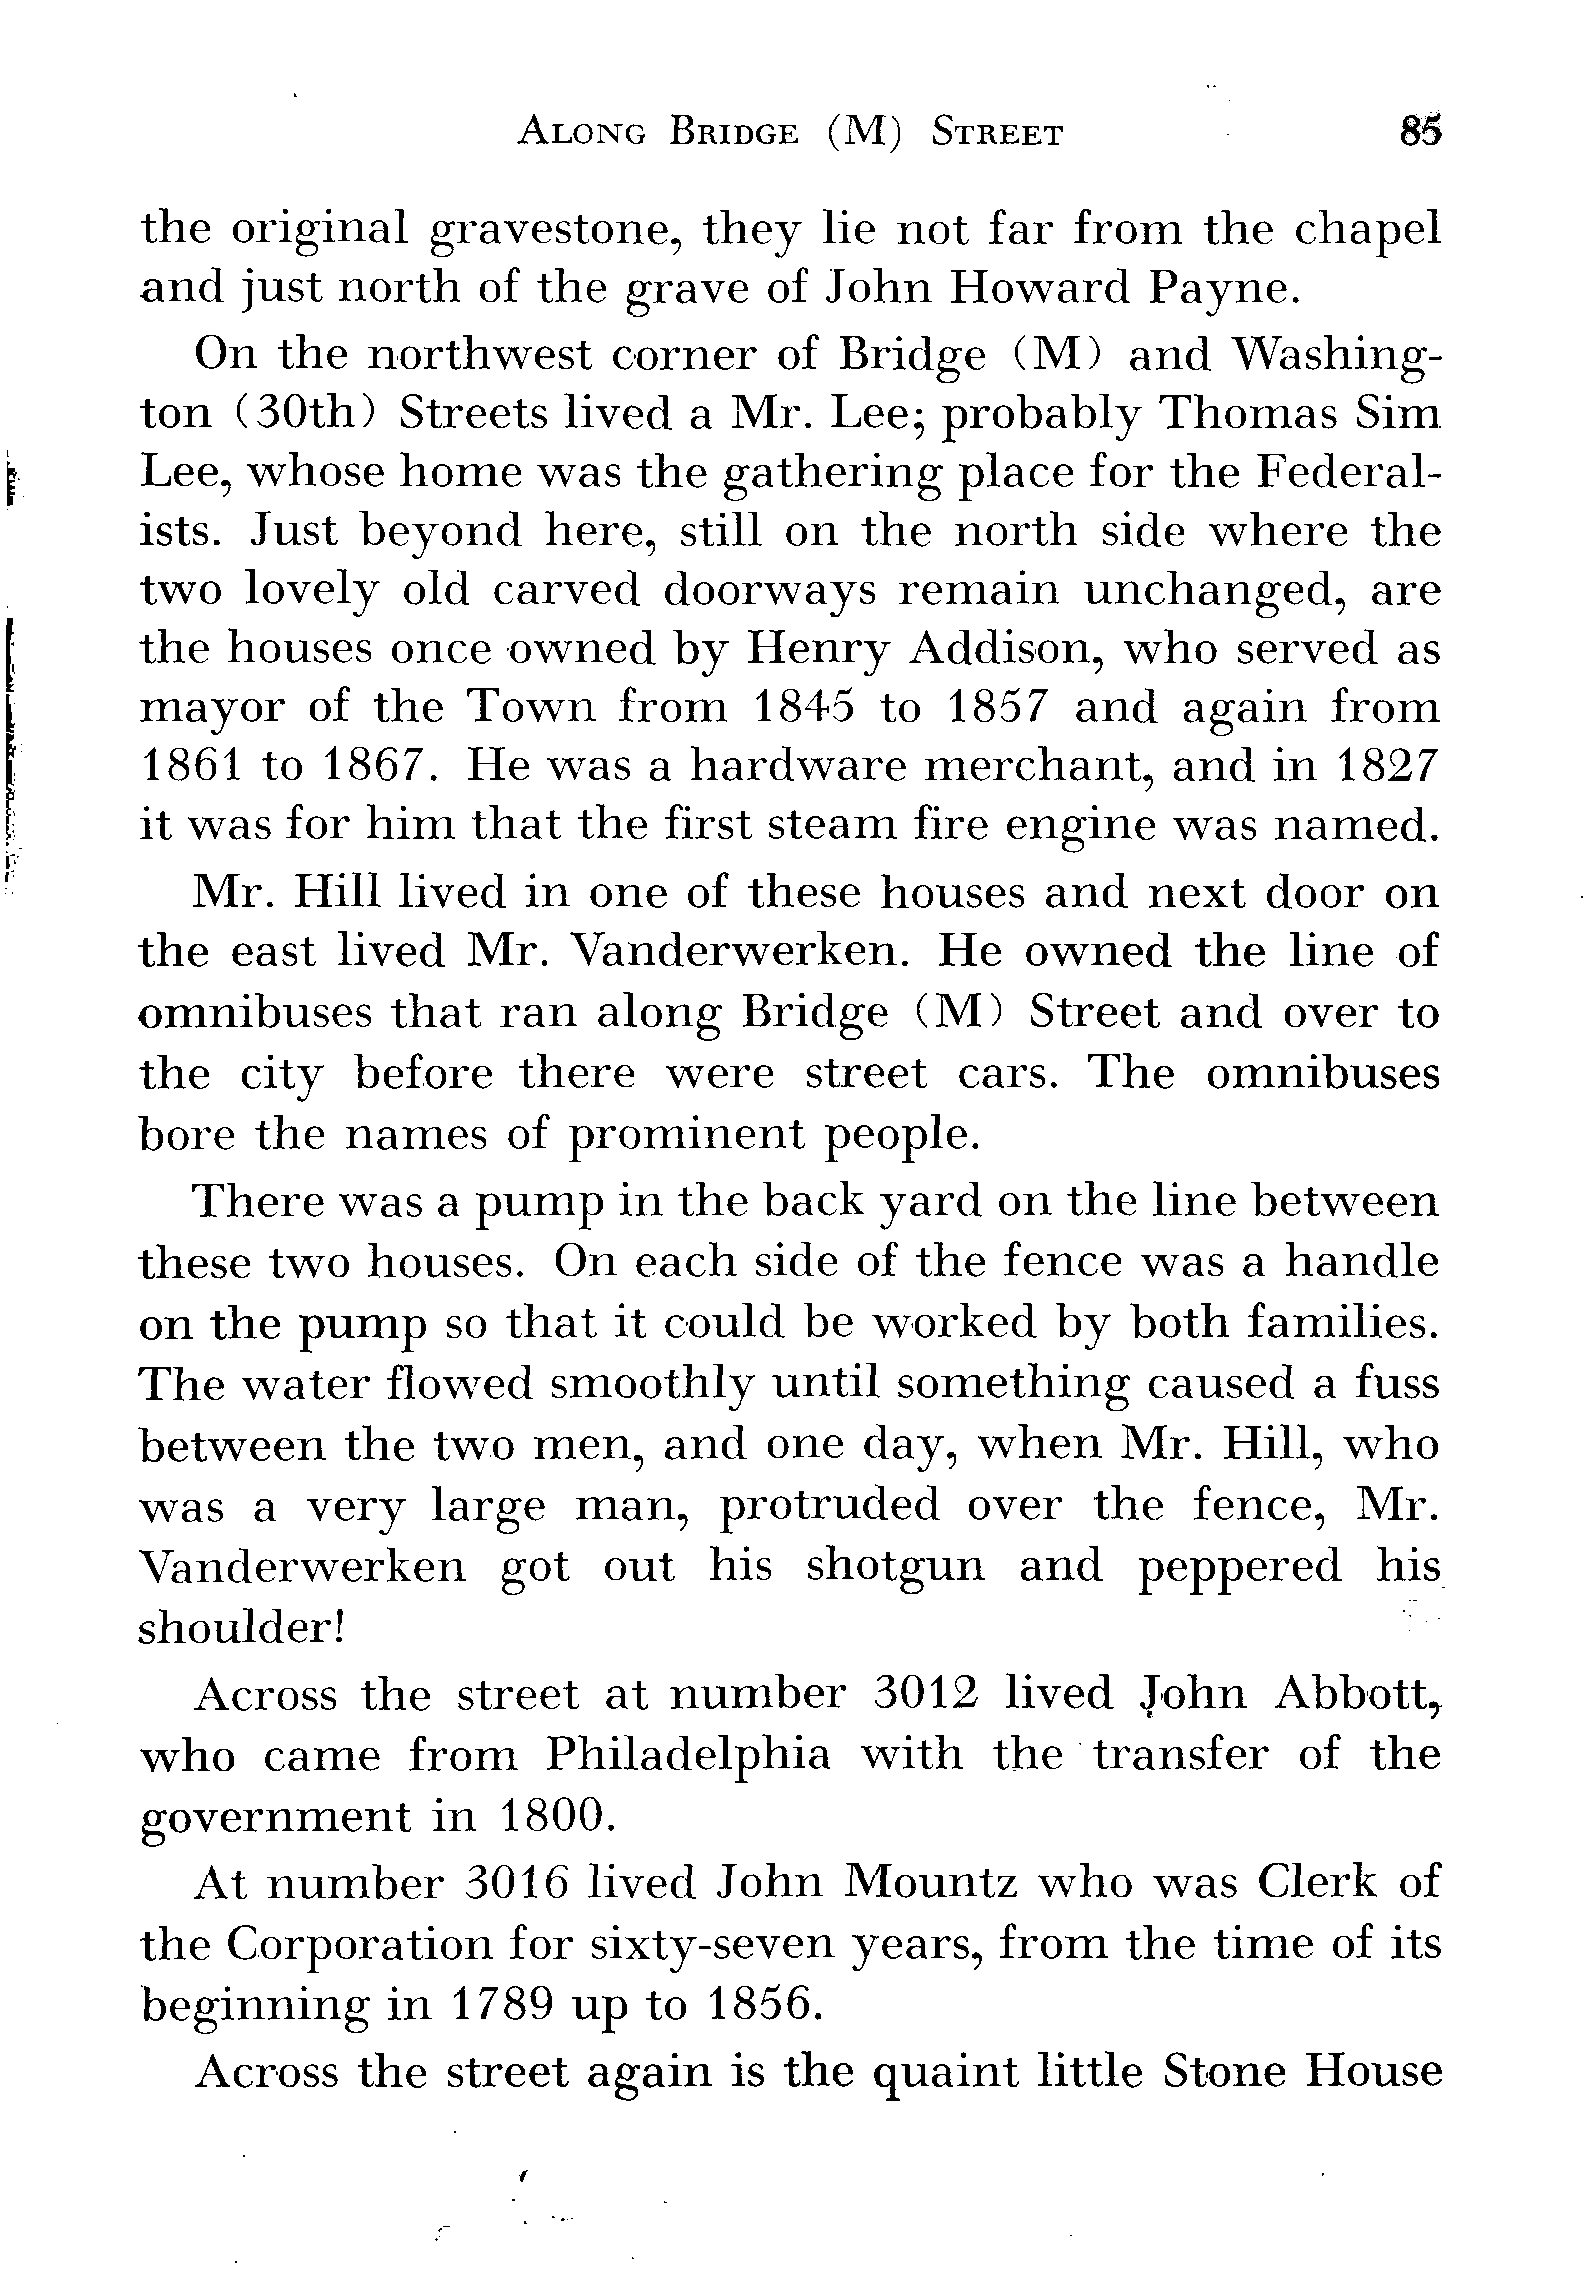 Along Bridge (M) Street 85
the original gravestone, they lie not far from the chapel
and just north of the grave of John Howard Payne.
On the northwest corner of Bridge (M) and Washing-
ton (30th) Streets lived a Mr. Lee; probably Thomas Sim
Lee, whose home was the gathering place for the Federal-
ists. Just beyond here, still on the north side where the
two lovely old carved doorways remain unchanged, are
the houses once owned by Henry Addison, who served as
mayor of the Town from 1845 to 1857 and again from
1861 to 1867. He was a hardware merchant, and in 1827
it was for him that the first steam fire engine was named.
Mr. Hill lived in one of these houses and next door on
the east lived Mr. Vanderwerken. He owned the line of
omnibuses that ran along Bridge (M) Street and over to
the city before there were street cars. The omnibuses
bore the names of prominent people.
There was a pump in the back yard on the line between
these two houses. On each side of the fence was a handle
on the pump so that it could be worked by both families.
The water flowed smoothly until something caused a fuss
between the two men, and one day, when Mr. Hill, who
was a very large man, protruded over the fence, Mr.
Vanderwerken got out his shotgun and peppered his
shoulder!
Across the street at number 3012 lived John Abbott,
who came from Philadelphia with the transfer of the
government in 1800.
At number 3016 lived John Mountz who was Clerk of
the Corporation for sixty-seven years, from the time of its
beginning in 1789 up to 1856.
Across the street again is the quaint little Stone House